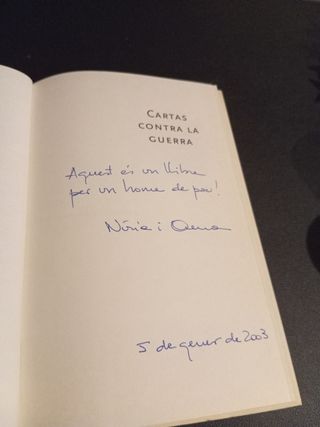 CARTAS
CONTRA LA
GUERRA
Aquest és un llibre
per un home de pau!
Núria i
5 de gener de 2003